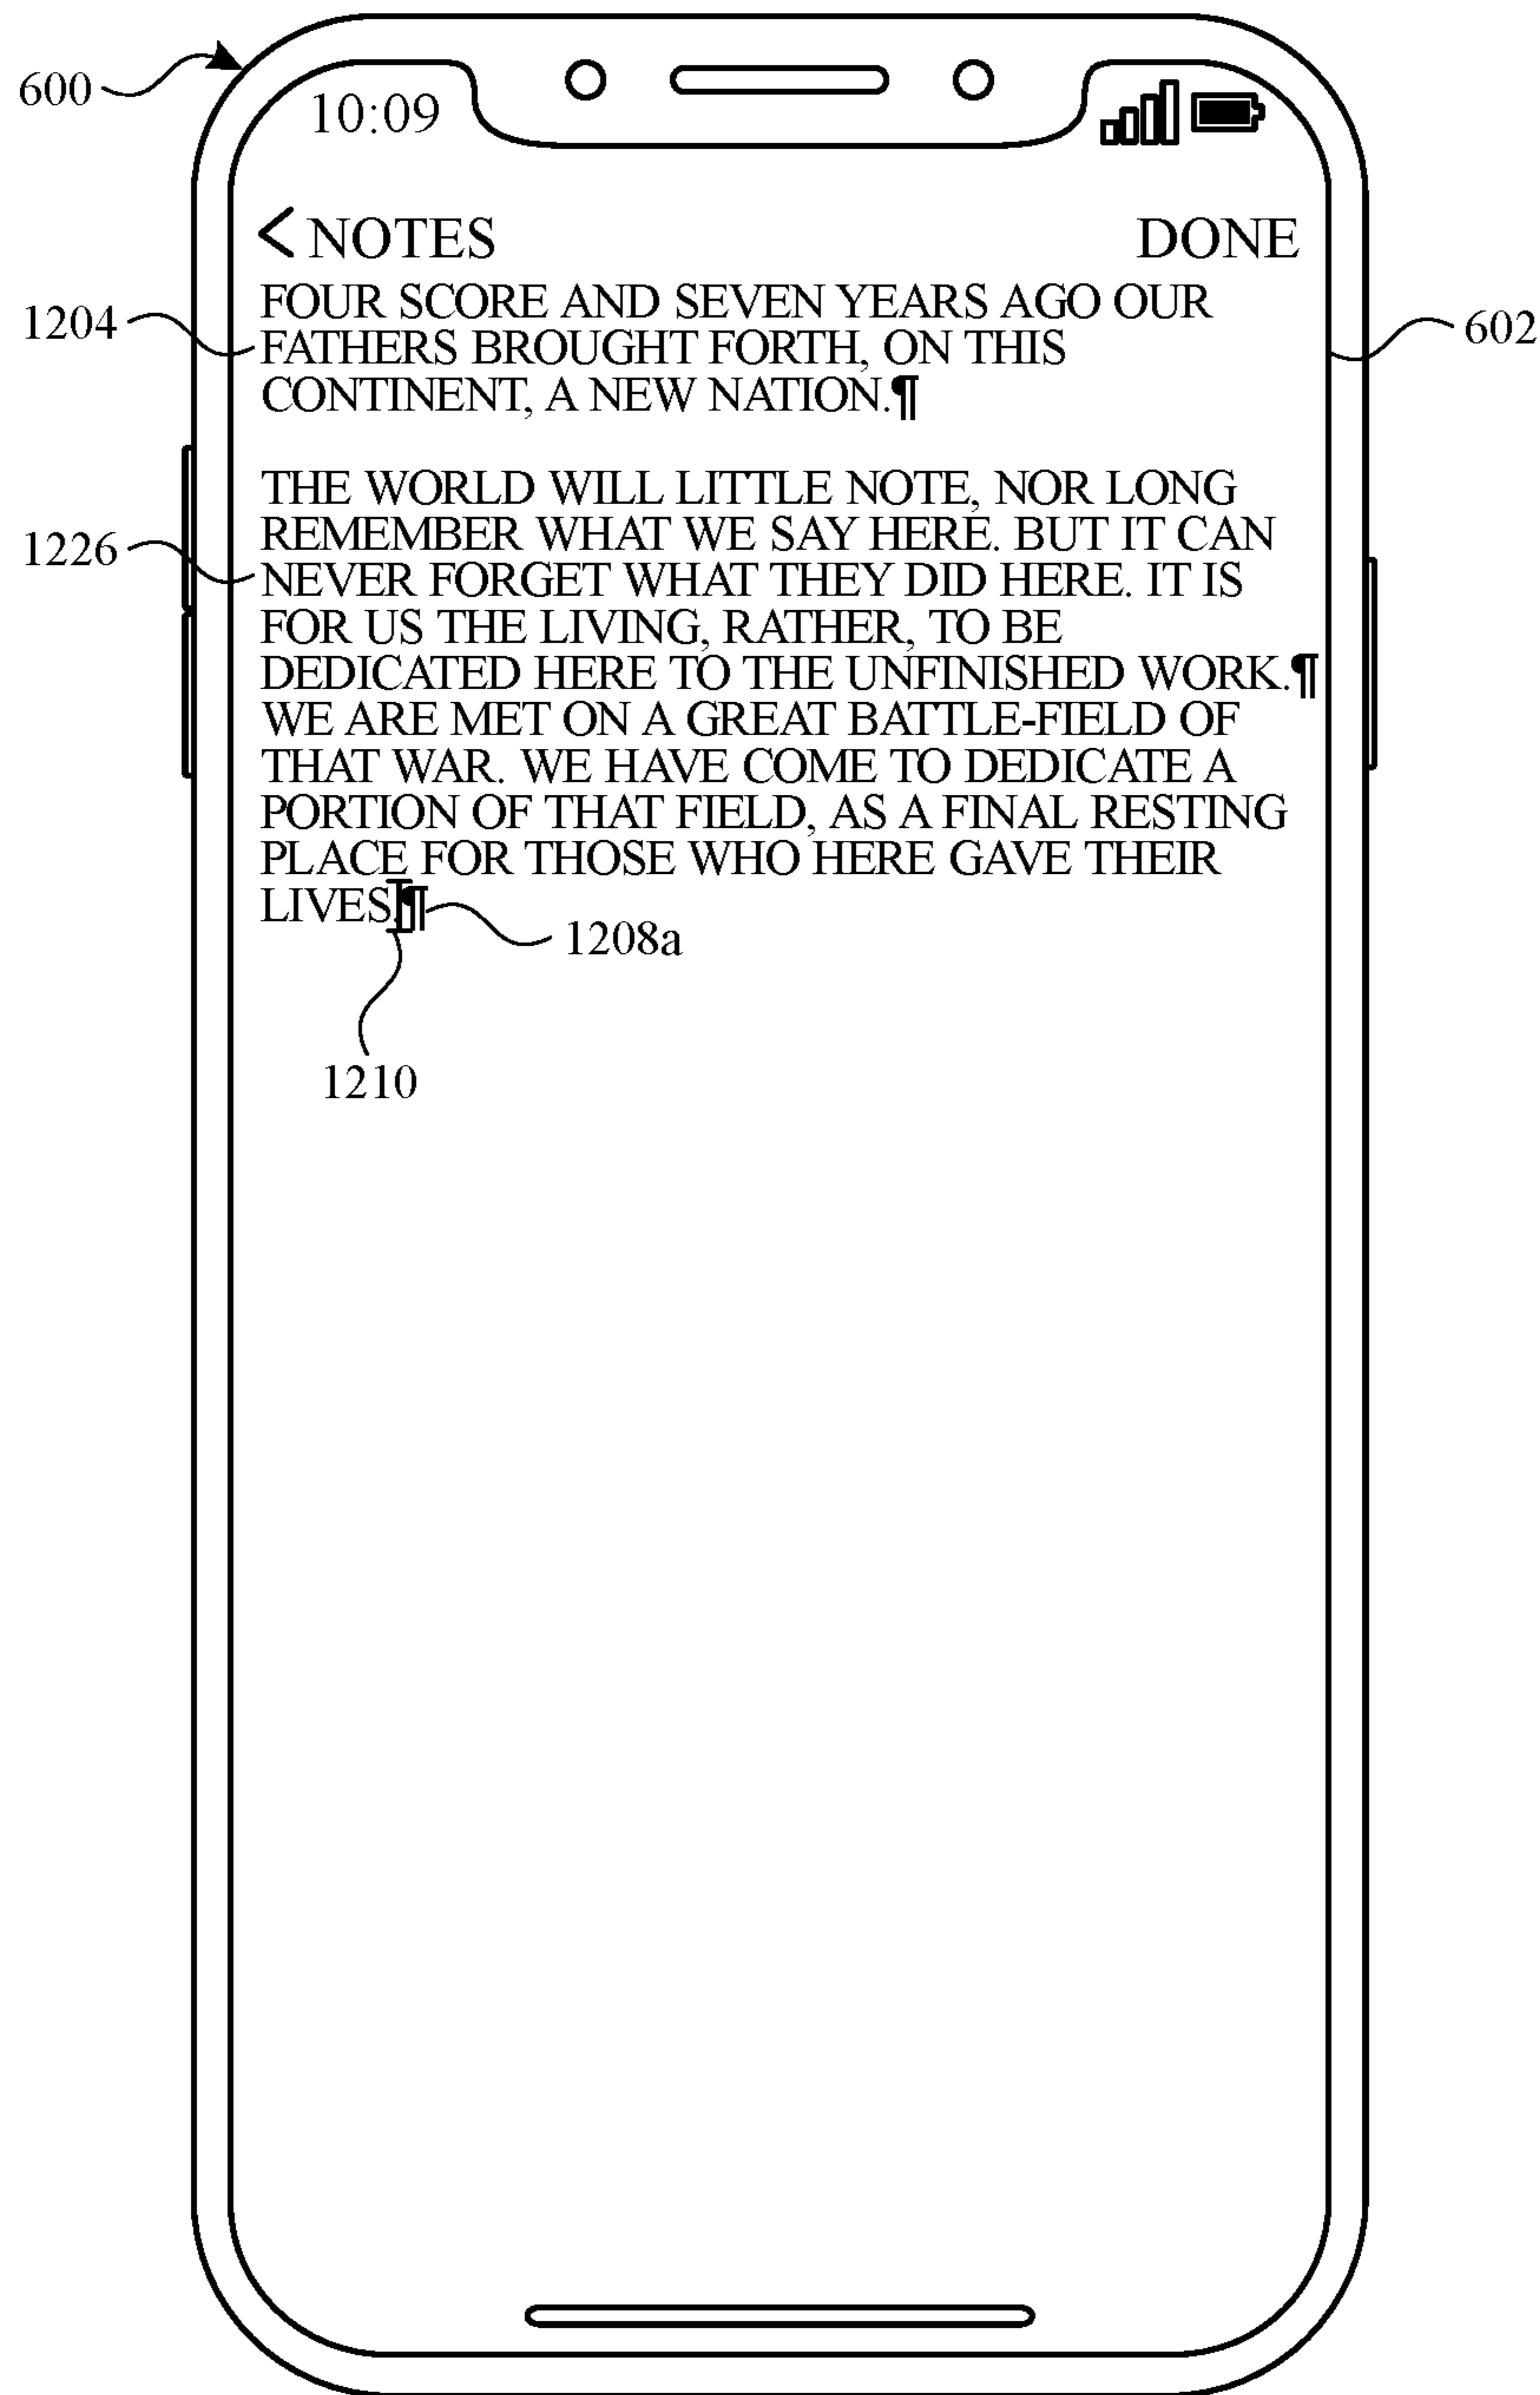 600
10:09
< NOTES DONE
FOUR SCORE AND SEVEN YEARS AGO OUR
1204
FATHERS BROUGHT FORTH, ON THIS
602
CONTINENT, A NEW NATION.¶
THE WORLD WILL LITTLE NOTE, NOR LONG
REMEMBER WHAT WE SAY HERE. BUT IT CAN
1226
NEVER FORGET WHAT THEY DID HERE. IT IS
FOR US THE LIVING, RATHER, TO BE
DEDICATED HERE TO THE UNFINISHED WORK.¶
WE ARE MET ON A GREAT BATTLE-FIELD OF
THAT WAR. WE HAVE COME TO DEDICATE A
PORTION OF THAT FIELD, AS A FINAL RESTING
PLACE FOR THOSE WHO HERE GAVE THEIR
LIVES.¶
1208a
1210